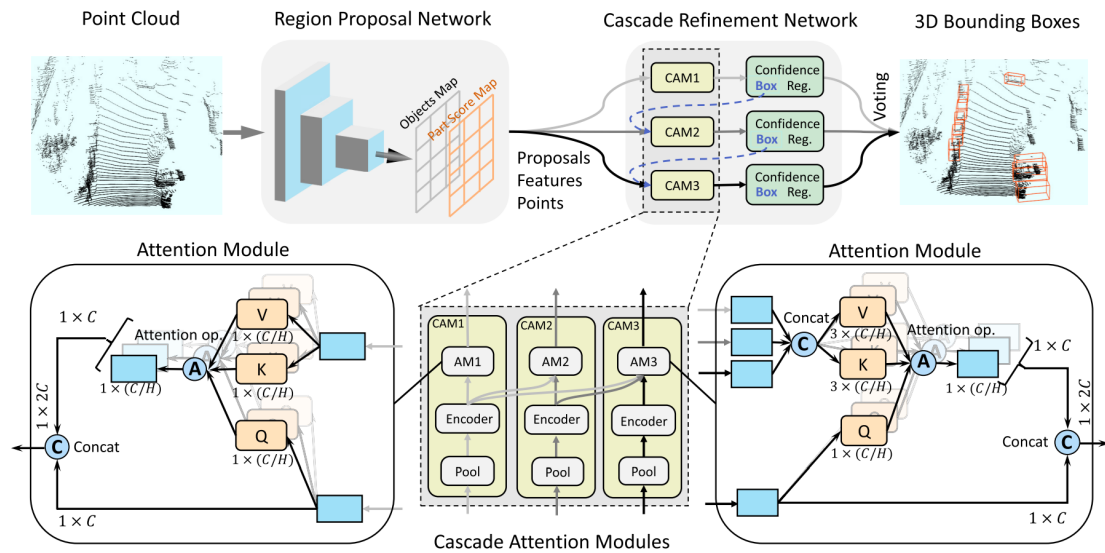 Point Cloud
Region Proposal Network
Cascade Refinement Network
3D Bounding Boxes
Objects Map
Part Score Map
Proposals
Features
Points
CAM1
Confidence
Box Reg.
CAM2
Confidence
Box Reg.
CAM3
Confidence
Box Reg.
Voting
Attention Module
1 × C
Attention op.
V
1 × (C/H)
A
K
1 × (C/H)
1 × (C/H)
1 × 2C
Q
1 × (C/H)
C
Concat
1 × C
CAM1
CAM2
CAM3
AM1
AM2
AM3
Encoder
Encoder
Encoder
Pool
Pool
Pool
Cascade Attention Modules
Attention Module
Concat
C
V
3 × (C/H)
Attention op.
K
3 × (C/H)
A
1 × (C/H)
1 × C
1 × 2C
Q
1 × (C/H)
Concat
C
1 × C